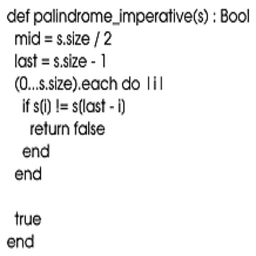 def palindrome_imperative(s) : Bool
mid = s.size / 2
last = s.size - 1
(0...s.size).each do |i|
if s(i) != s(last - i)
return false
end
end
true
end